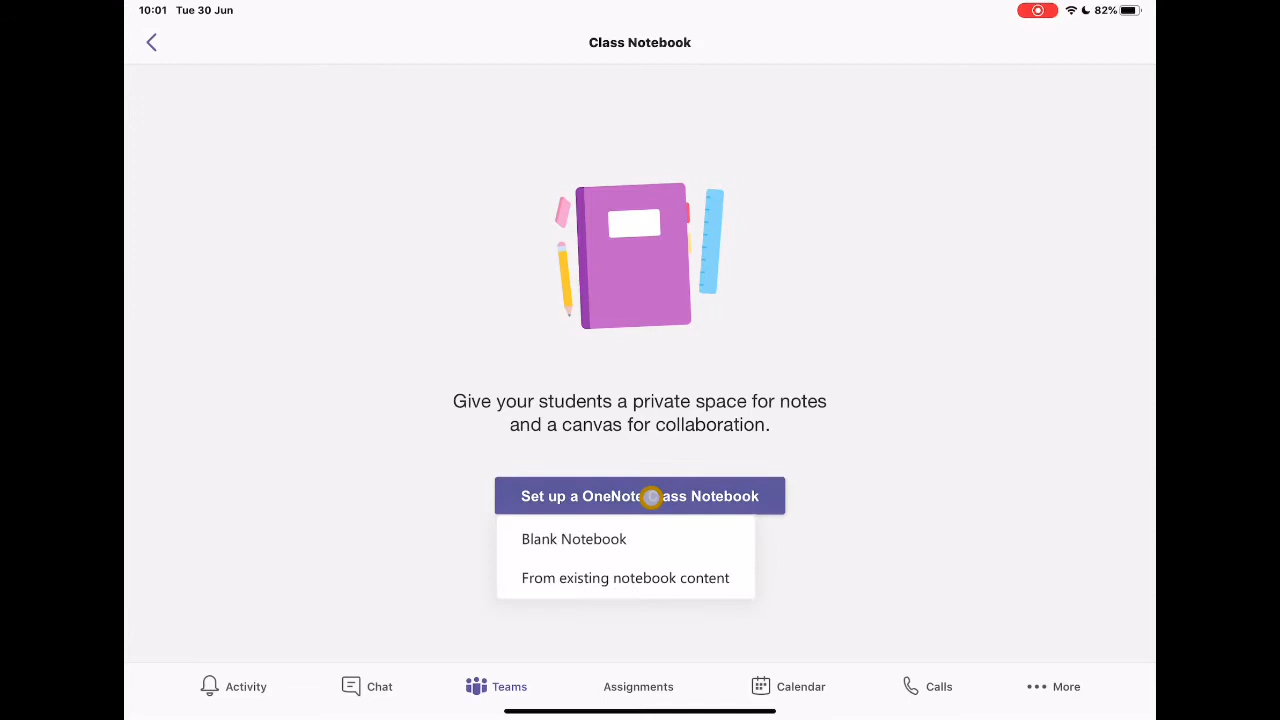 10:01 Tue 30 Jun 82%
Class Notebook
Give your students a private space for notes
and a canvas for collaboration.
Set up a OneNote Class Notebook
Blank Notebook
From existing notebook content
Activity Chat Teams Assignments Calendar Calls More